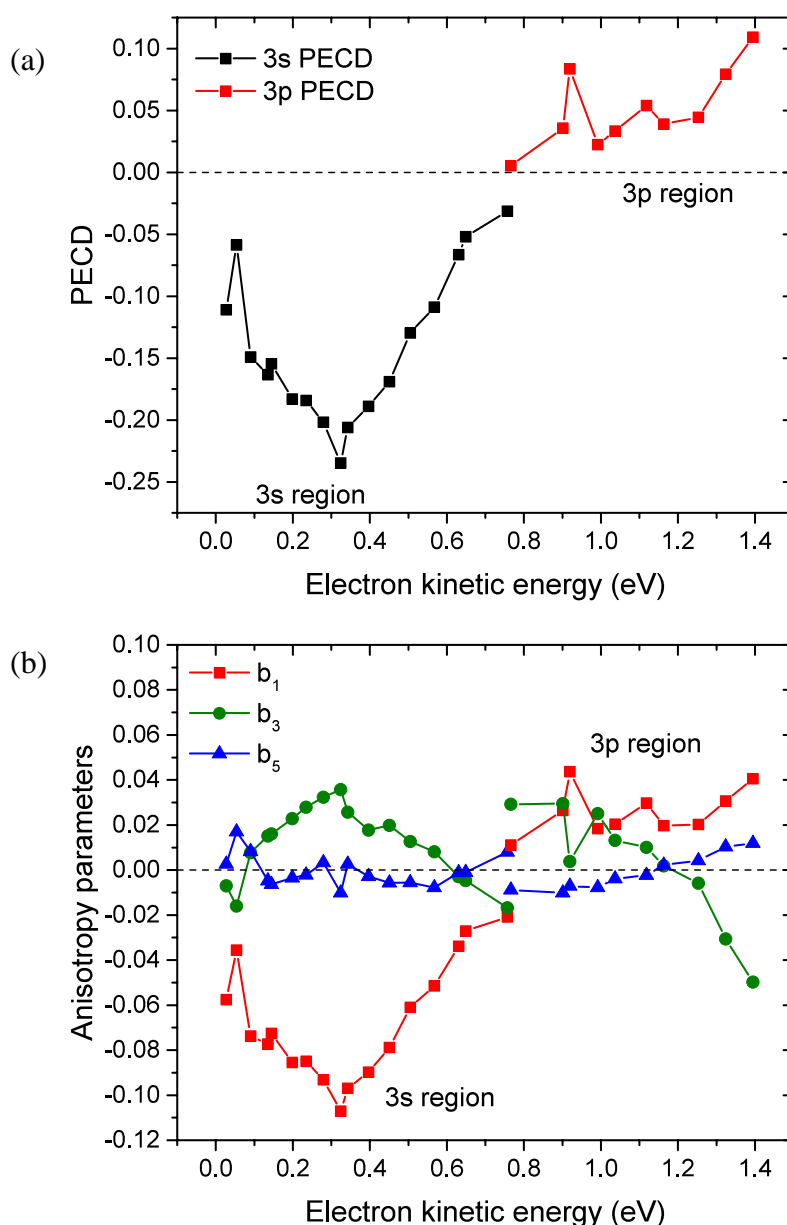 (a)
3s PECD
3p PECD
0.10
0.05
0.00
-0.05
-0.10
-0.15
-0.20
-0.25
PECD
3p region
3s region
0.0 0.2 0.4 0.6 0.8 1.0 1.2 1.4
Electron kinetic energy (eV)
(b)
b₁
b₃
b₅
0.10
0.08
0.06
0.04
0.02
0.00
-0.02
-0.04
-0.06
-0.08
-0.10
-0.12
Anisotropy parameters
3p region
3s region
0.0 0.2 0.4 0.6 0.8 1.0 1.2 1.4
Electron kinetic energy (eV)